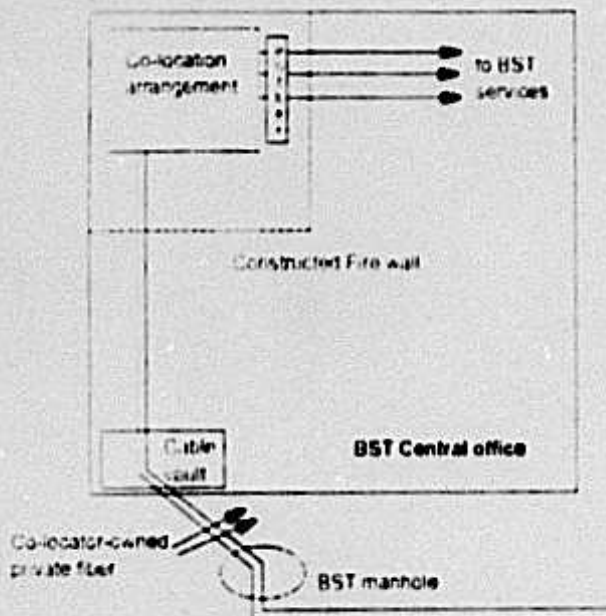 Co-location
arrangement
to BST
services
Constructed Fire wall
Cable
vault
BST Central office
Co-locator-owned
private fiber
BST manhole